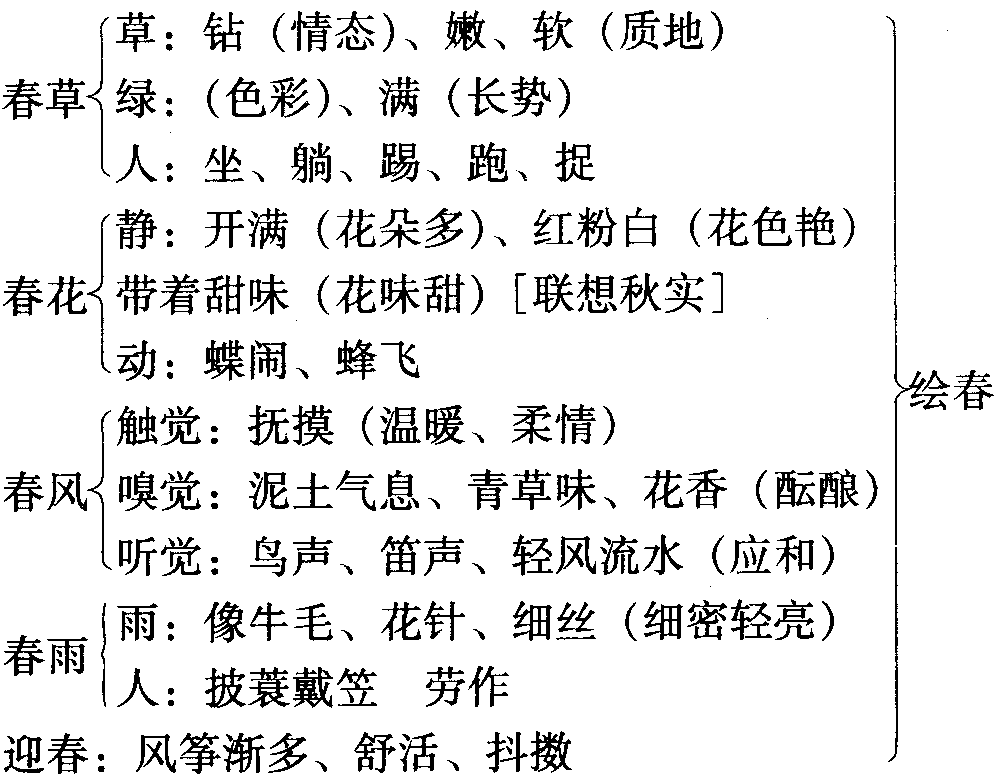 草：钻（情态）、嫩、软（质地）
春草 绿：（色彩）、满（长势）
人：坐、躺、踢、跑、捉
静：开满（花朵多）、红粉白（花色艳）
春花 带着甜味（花味甜）[联想秋实]
动：蝶闹、蜂飞
绘春
触觉：抚摸（温暖、柔情）
春风 嗅觉：泥土气息、青草味、花香（酝酿）
听觉：鸟声、笛声、轻风流水（应和）
雨：像牛毛、花针、细丝（细密轻亮）
春雨
人：披蓑戴笠 劳作
迎春：风筝渐多、舒活、抖擞